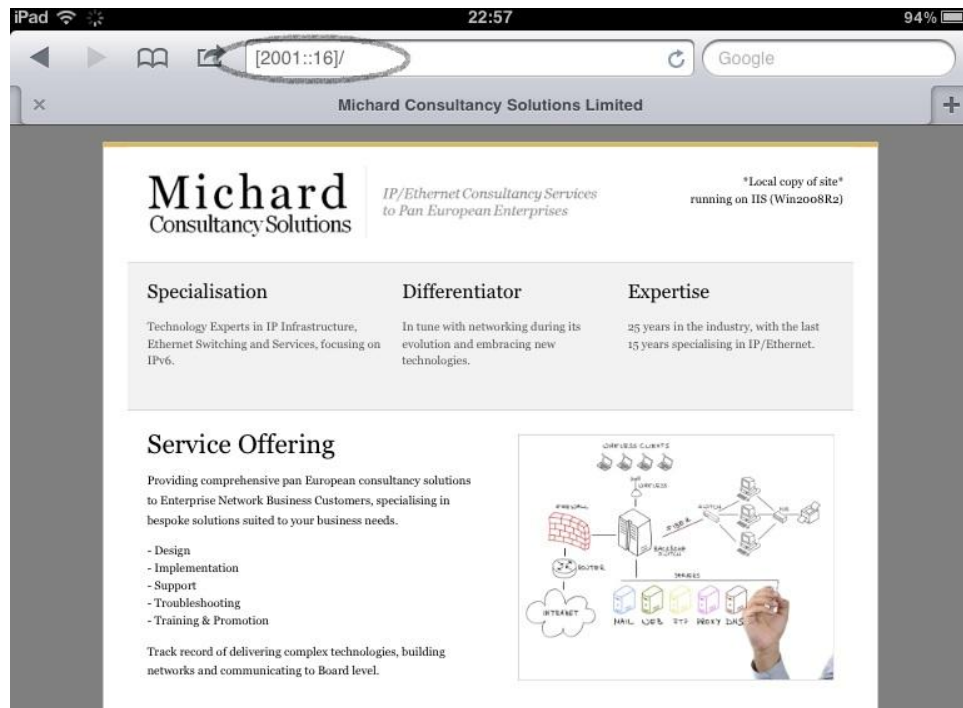 iPad 22:57 94%
[2001::16]/ Google
Michard Consultancy Solutions Limited
Michard
Consultancy Solutions
IP/Ethernet Consultancy Services
to Pan European Enterprises
*Local copy of site*
running on IIS (Win2008R2)
Specialisation
Technology Experts in IP Infrastructure,
Ethernet Switching and Services, focusing on
IPv6.
Differentiator
In tune with networking during its
evolution and embracing new
technologies.
Expertise
25 years in the industry, with the last
15 years specialising in IP/Ethernet.
Service Offering
Providing comprehensive pan European consultancy solutions
to Enterprise Network Business Customers, specialising in
bespoke solutions suited to your business needs.
- Design
- Implementation
- Support
- Troubleshooting
- Training & Promotion
Track record of delivering complex technologies, building
networks and communicating to Board level.
WIRELESS CLIENTS
WIRELESS
FIREWALL
SWITCH
FIBER
BACKBONE
SWITCH
ROUTER
SERVERS
INTERNET
MAIL WEB FTP PROXY DNS